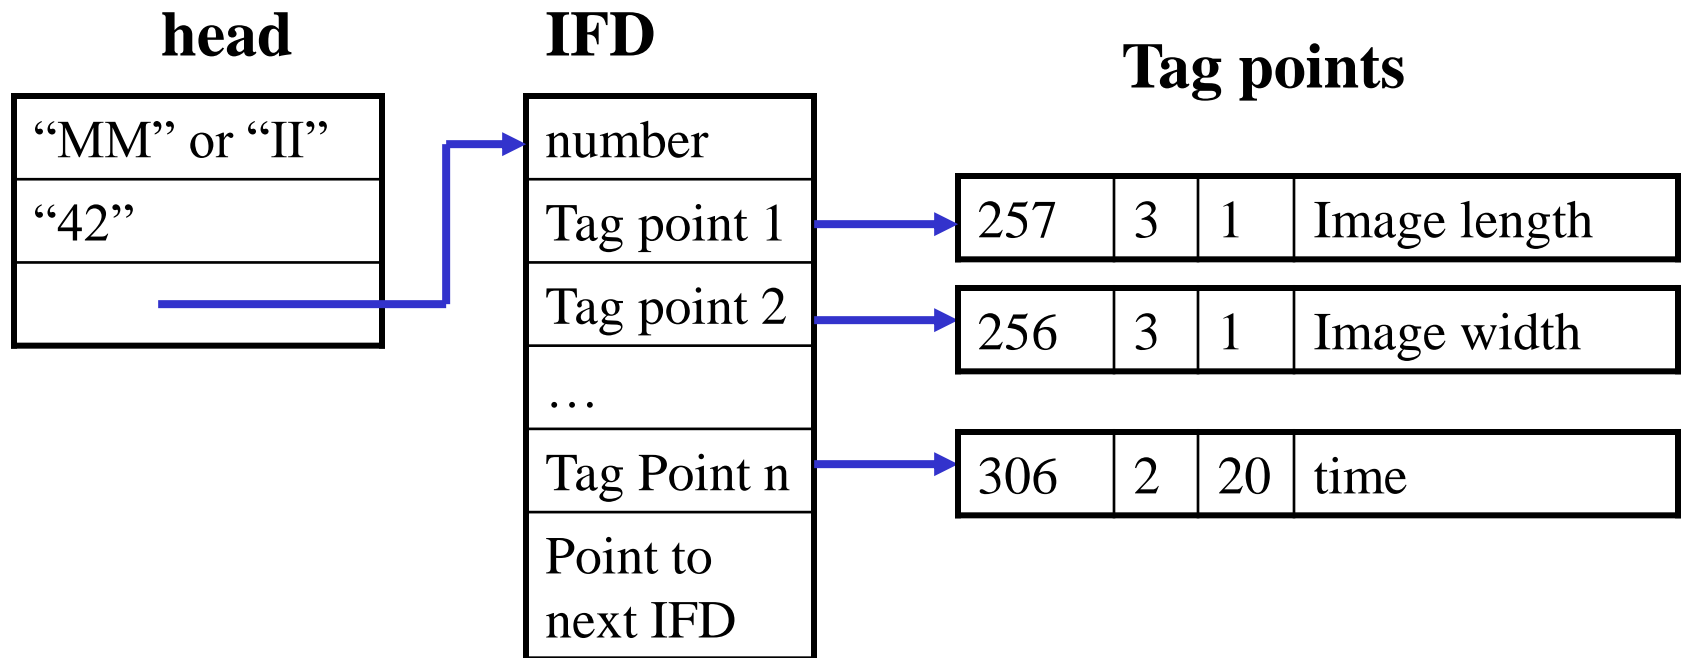 head
“MM” or “II”
“42”
IFD
number
Tag point 1
Tag point 2
…
Tag Point n
Point to
next IFD
Tag points
257 3 1 Image length
256 3 1 Image width
306 2 20 time